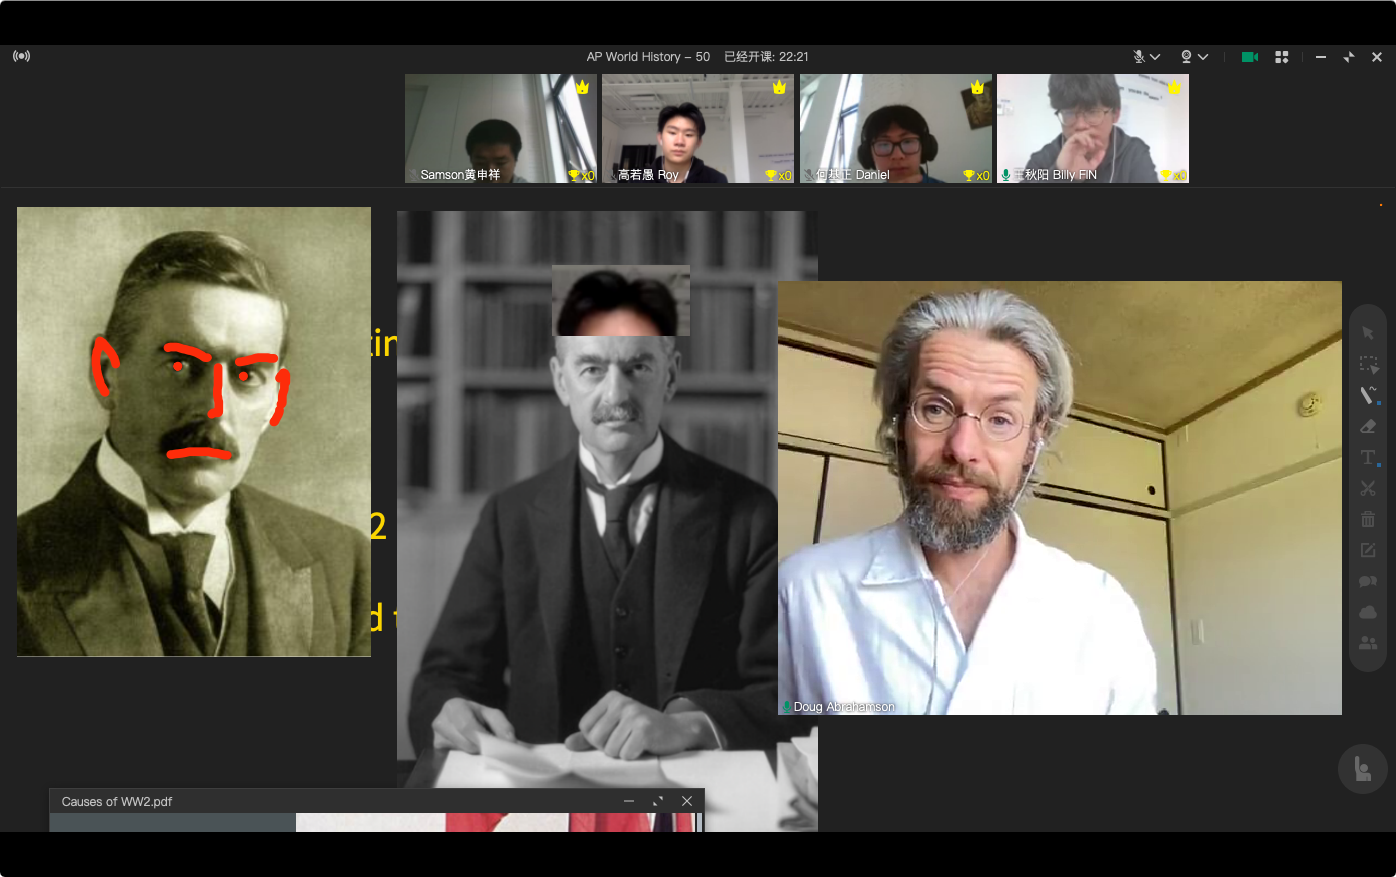 AP World History – 50 已经开课: 22:21
Samson黄申祥
x0
高若愚 Roy
x0
何基正 Daniel
x0
王秋阳 Billy FIN
x0
tin
2
d t
Doug Abrahamson
T
Causes of WW2.pdf